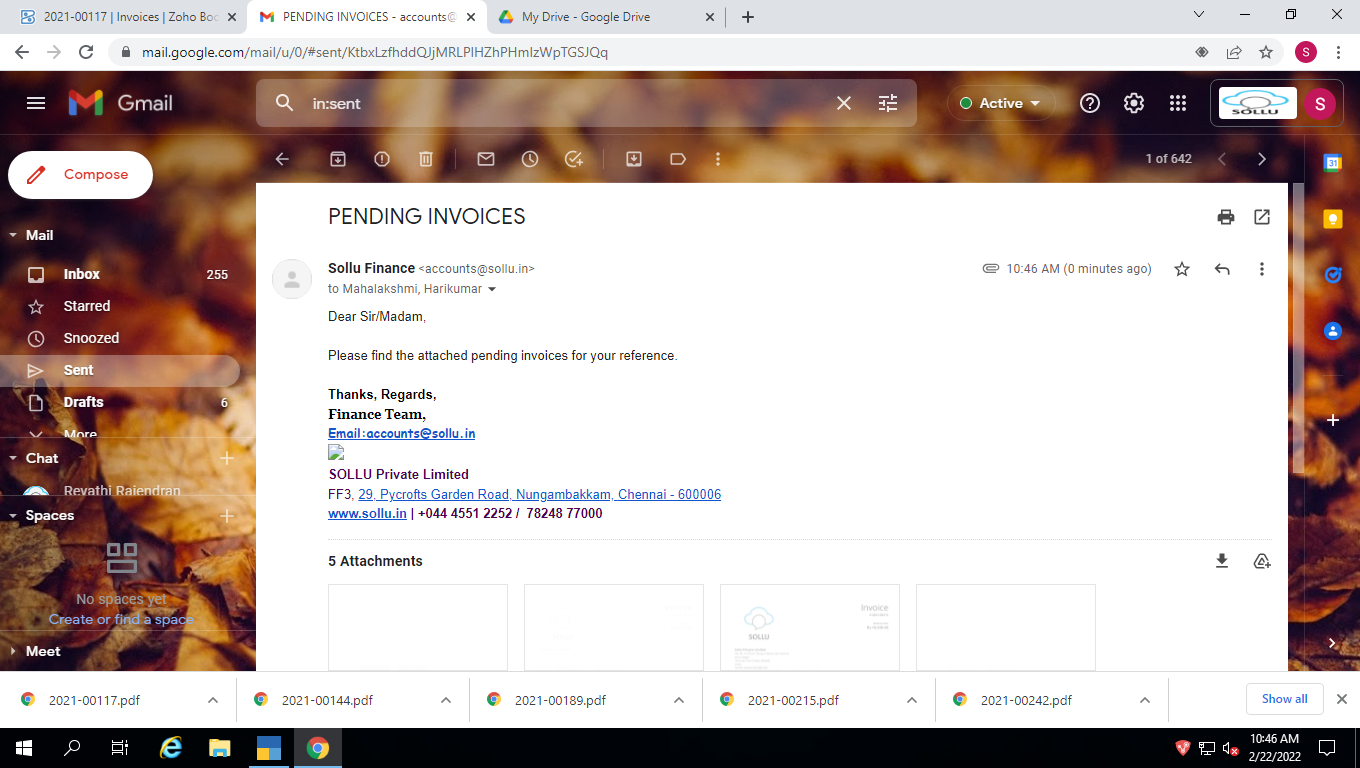 2021-00117 | Invoices | Zoho Boo
PENDING INVOICES - accounts@
My Drive - Google Drive
mail.google.com/mail/u/0/#sent/KtbxLzfhddQJjMRLPlHZhPHmlzWpTGSJQq
S
Gmail
in:sent
Active
SOLLU
S
Compose
1 of 642
31
Mail
PENDING INVOICES
Inbox 255
Sollu Finance <accounts@sollu.in>
10:46 AM (0 minutes ago)
to Mahalakshmi, Harikumar
Starred
Dear Sir/Madam,
Snoozed
Please find the attached pending invoices for your reference.
Sent
Thanks, Regards,
Drafts 6
Finance Team,
More
Email:accounts@sollu.in
Chat
SOLLU Private Limited
Revathi Rajendran
FF3, 29, Pycrofts Garden Road, Nungambakkam, Chennai - 600006
Spaces
www.sollu.in | +044 4551 2252 / 78248 77000
5 Attachments
No spaces yet
Create or find a space
Invoice
SOLLU
Meet
2021-00117.pdf
2021-00144.pdf
2021-00189.pdf
2021-00215.pdf
2021-00242.pdf
Show all
10:46 AM
2/22/2022